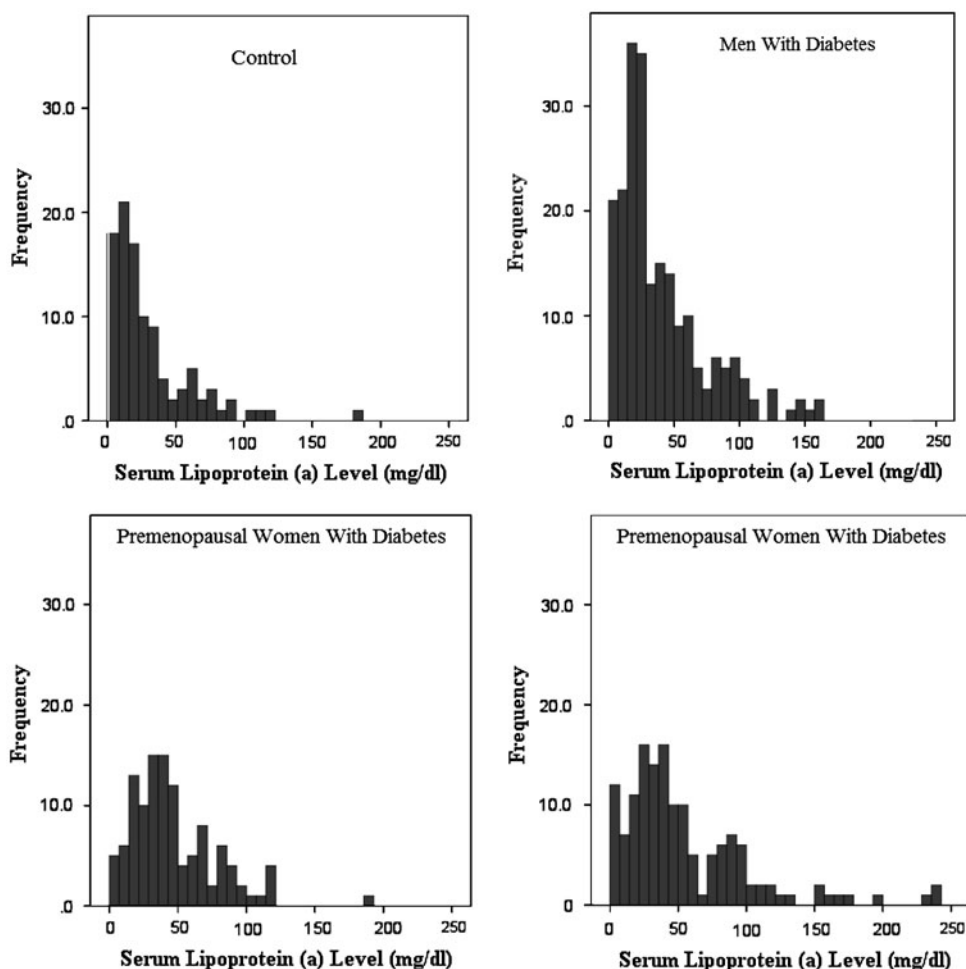 Control
Frequency
30.0
20.0
10.0
.0
0 50 100 150 200 250
Serum Lipoprotein (a) Level (mg/dl)
Men With Diabetes
Frequency
30.0
20.0
10.0
.0
0 50 100 150 200 250
Serum Lipoprotein (a) Level (mg/dl)
Premenopausal Women With Diabetes
Frequency
30.0
20.0
10.0
.0
0 50 100 150 200 250
Serum Lipoprotein (a) Level (mg/dl)
Premenopausal Women With Diabetes
Frequency
30.0
20.0
10.0
.0
0 50 100 150 200 250
Serum Lipoprotein (a) Level (mg/dl)